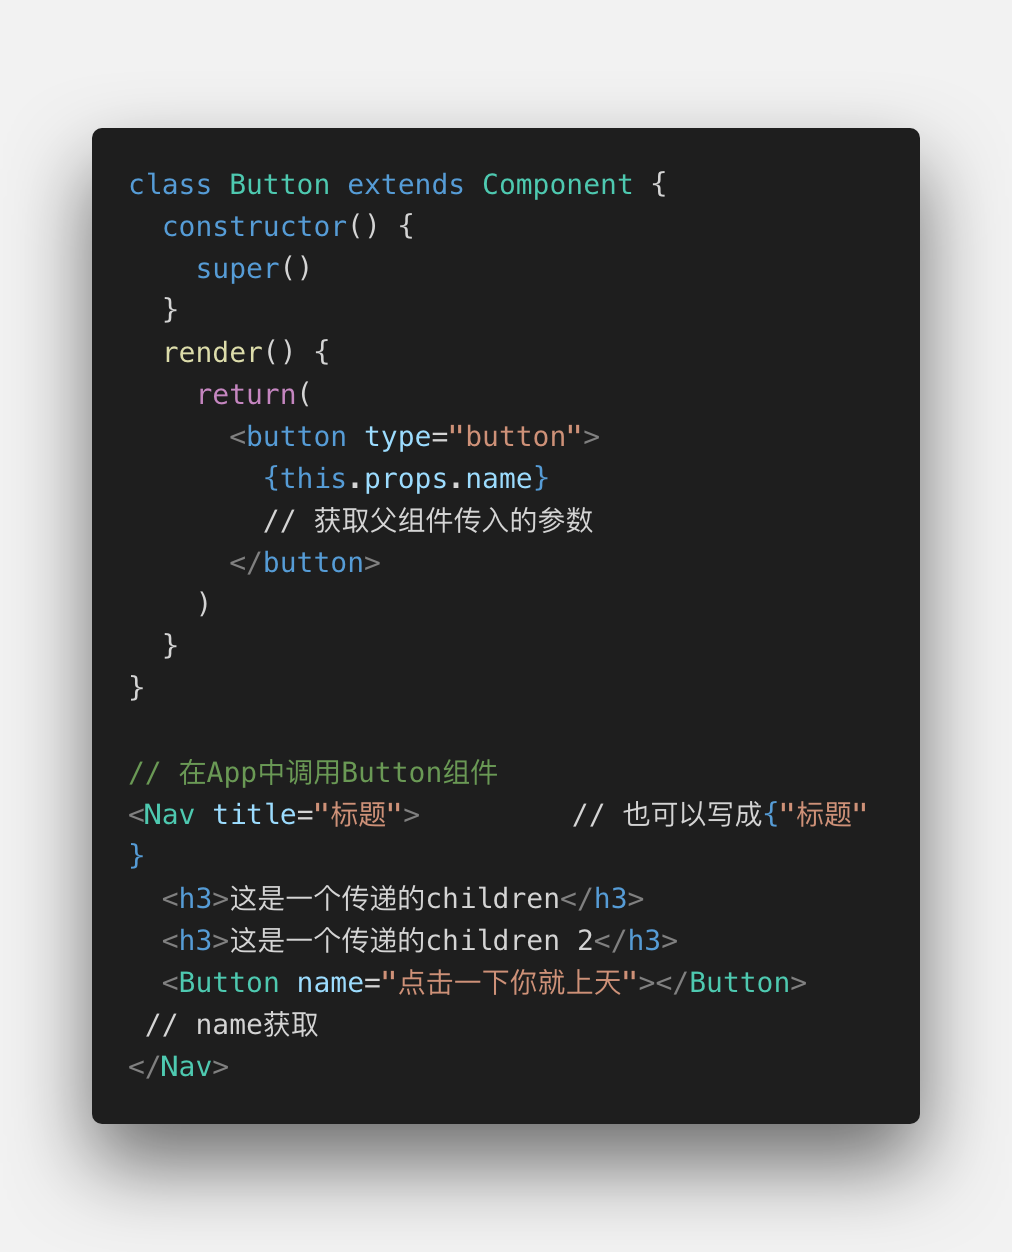 class Button extends Component {
  constructor() {
    super()
  }
  render() {
    return(
      <button type="button">
        {this.props.name}
        // 获取父组件传入的参数
      </button>
    )
  }
}

// 在App中调用Button组件
<Nav title="标题">         // 也可以写成{"标题"
}
  <h3>这是一个传递的children</h3>
  <h3>这是一个传递的children 2</h3>
  <Button name="点击一下你就上天"></Button>
 // name获取
</Nav>